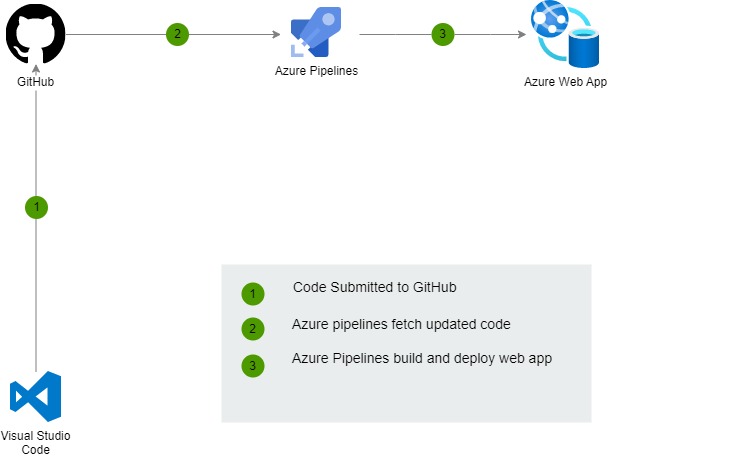 2
3
GitHub
Azure Pipelines
Azure Web App
1
1 Code Submitted to GitHub
2 Azure pipelines fetch updated code
3 Azure Pipelines build and deploy web app
Visual Studio
Code